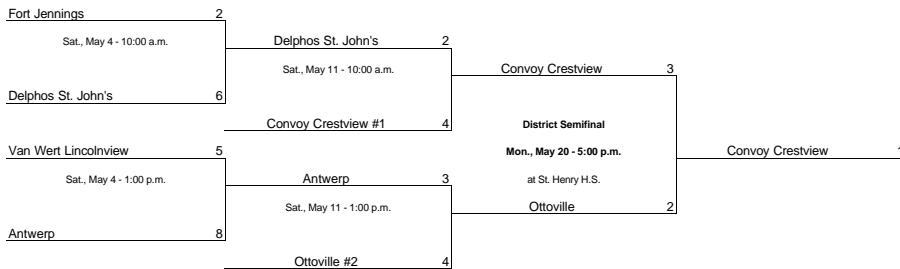 Fort Jennings 2
Sat., May 4 - 10:00 a.m.
Delphos St. John's 2
Sat., May 11 - 10:00 a.m.
Convoy Crestview 3
Delphos St. John's 6
Convoy Crestview #1 4
District Semifinal
Van Wert Lincolnview 5
Mon., May 20 - 5:00 p.m.
Convoy Crestview
Sat., May 4 - 1:00 p.m.
Antwerp 3
at St. Henry H.S.
Sat., May 11 - 1:00 p.m.
Ottoville 2
Antwerp 8
Ottoville #2 4